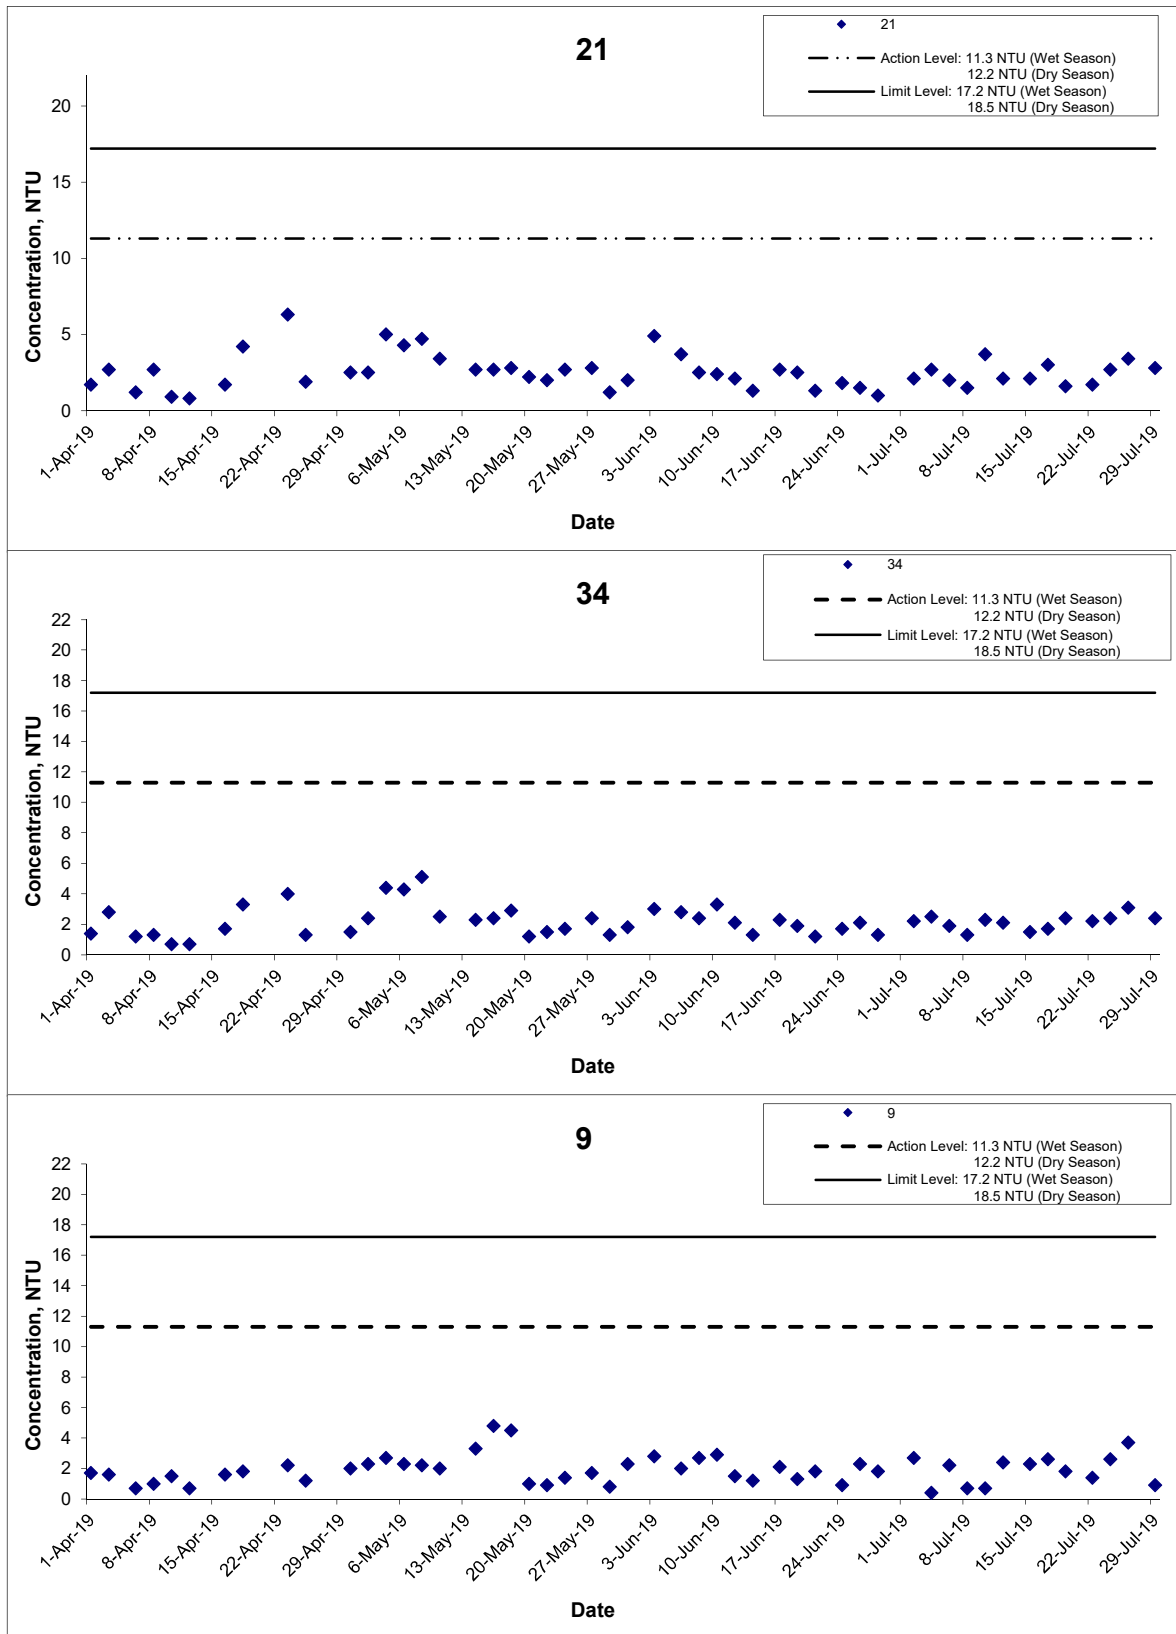 21
21
Action Level: 11.3 NTU (Wet Season)
12.2 NTU (Dry Season)
Limit Level: 17.2 NTU (Wet Season)
18.5 NTU (Dry Season)
Concentration, NTU
20
15
10
5
0
1-Apr-19
8-Apr-19
15-Apr-19
22-Apr-19
29-Apr-19
6-May-19
13-May-19
20-May-19
27-May-19
3-Jun-19
10-Jun-19
17-Jun-19
24-Jun-19
1-Jul-19
8-Jul-19
15-Jul-19
22-Jul-19
29-Jul-19
Date
34
34
Action Level: 11.3 NTU (Wet Season)
12.2 NTU (Dry Season)
Limit Level: 17.2 NTU (Wet Season)
18.5 NTU (Dry Season)
Concentration, NTU
22
20
18
16
14
12
10
8
6
4
2
0
1-Apr-19
8-Apr-19
15-Apr-19
22-Apr-19
29-Apr-19
6-May-19
13-May-19
20-May-19
27-May-19
3-Jun-19
10-Jun-19
17-Jun-19
24-Jun-19
1-Jul-19
8-Jul-19
15-Jul-19
22-Jul-19
29-Jul-19
Date
9
9
Action Level: 11.3 NTU (Wet Season)
12.2 NTU (Dry Season)
Limit Level: 17.2 NTU (Wet Season)
18.5 NTU (Dry Season)
Concentration, NTU
22
20
18
16
14
12
10
8
6
4
2
0
1-Apr-19
8-Apr-19
15-Apr-19
22-Apr-19
29-Apr-19
6-May-19
13-May-19
20-May-19
27-May-19
3-Jun-19
10-Jun-19
17-Jun-19
24-Jun-19
1-Jul-19
8-Jul-19
15-Jul-19
22-Jul-19
29-Jul-19
Date